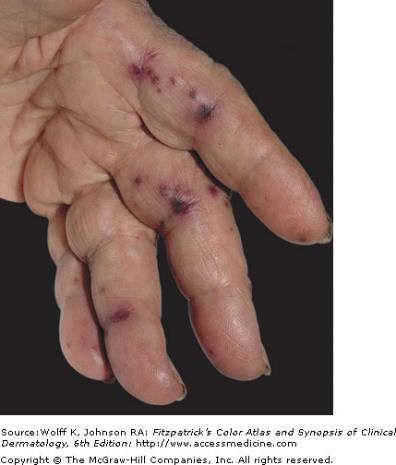 Source:Wolff K, Johnson RA: Fitzpatrick's Color Atlas and Synopsis of Clinical
Dermatology, 6th Edition: http://www.accessmedicine.com
Copyright © The McGraw-Hill Companies, Inc. All rights reserved.